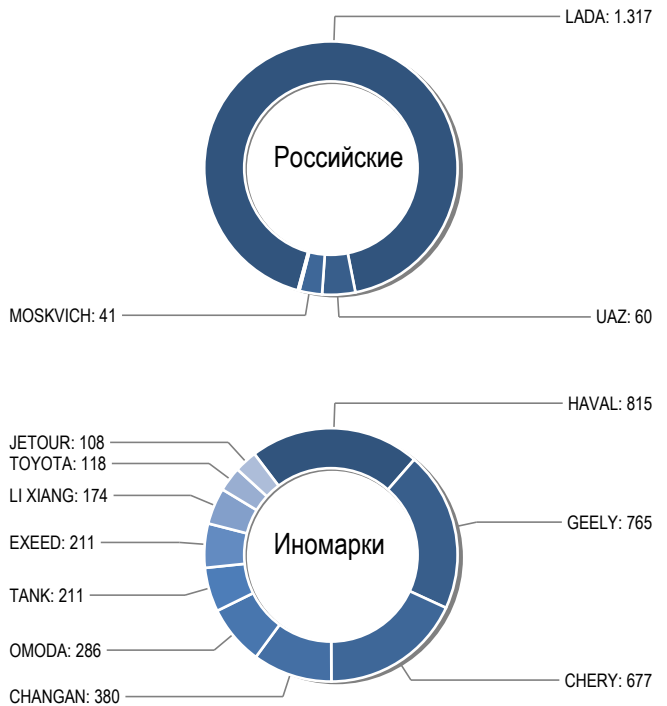 LADA: 1.317
Российские
MOSKVICH: 41
UAZ: 60
HAVAL: 815
JETOUR: 108
TOYOTA: 118
LI XIANG: 174
GEELY: 765
EXEED: 211
Иномарки
TANK: 211
OMODA: 286
CHERY: 677
CHANGAN: 380